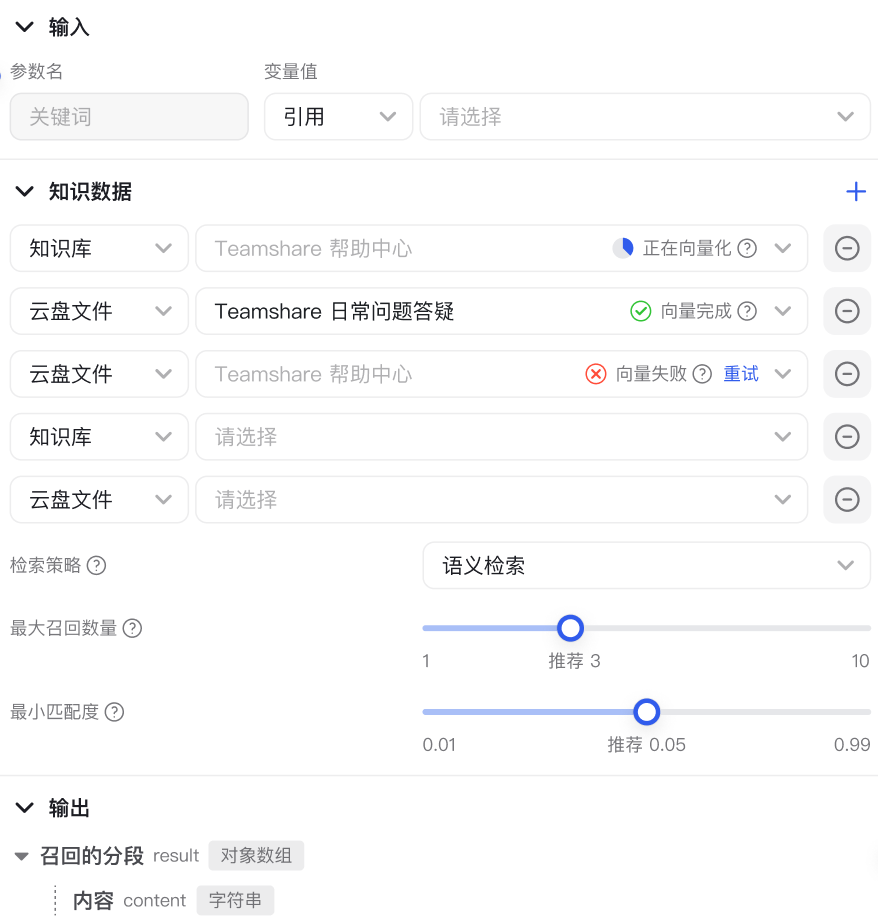 输入
参数名 变量值
关键词 引用 请选择
知识数据
知识库 Teamshare 帮助中心 正在向量化
云盘文件 Teamshare 日常问题答疑 向量完成
云盘文件 Teamshare 帮助中心 向量失败 重试
知识库 请选择
云盘文件 请选择
检索策略 语义检索
最大召回数量
1 推荐 3 10
最小匹配度
0.01 推荐 0.05 0.99
输出
召回的分段 result 对象数组
内容 content 字符串